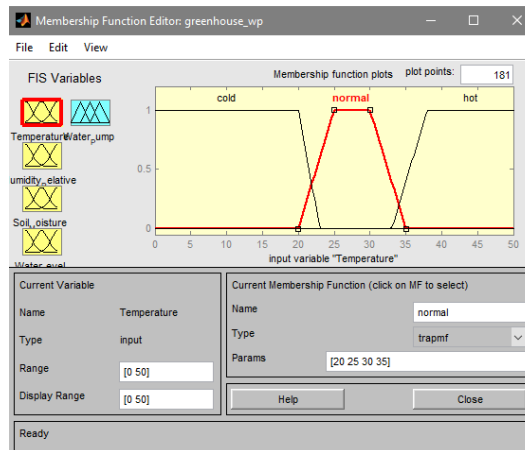 Membership Function Editor: greenhouse_wp
File Edit View
FIS Variables
Membership function plots plot points: 181
cold normal hot
1
0.5
0
0 5 10 15 20 25 30 35 40 45 50
input variable "Temperature"
Temperature
Water_pump
umidity_relative
Soil_moisture
Current Variable
Name Temperature
Type input
Range [0 50]
Display Range [0 50]
Current Membership Function (click on MF to select)
Name normal
Type trapmf
Params [20 25 30 35]
Help Close
Ready